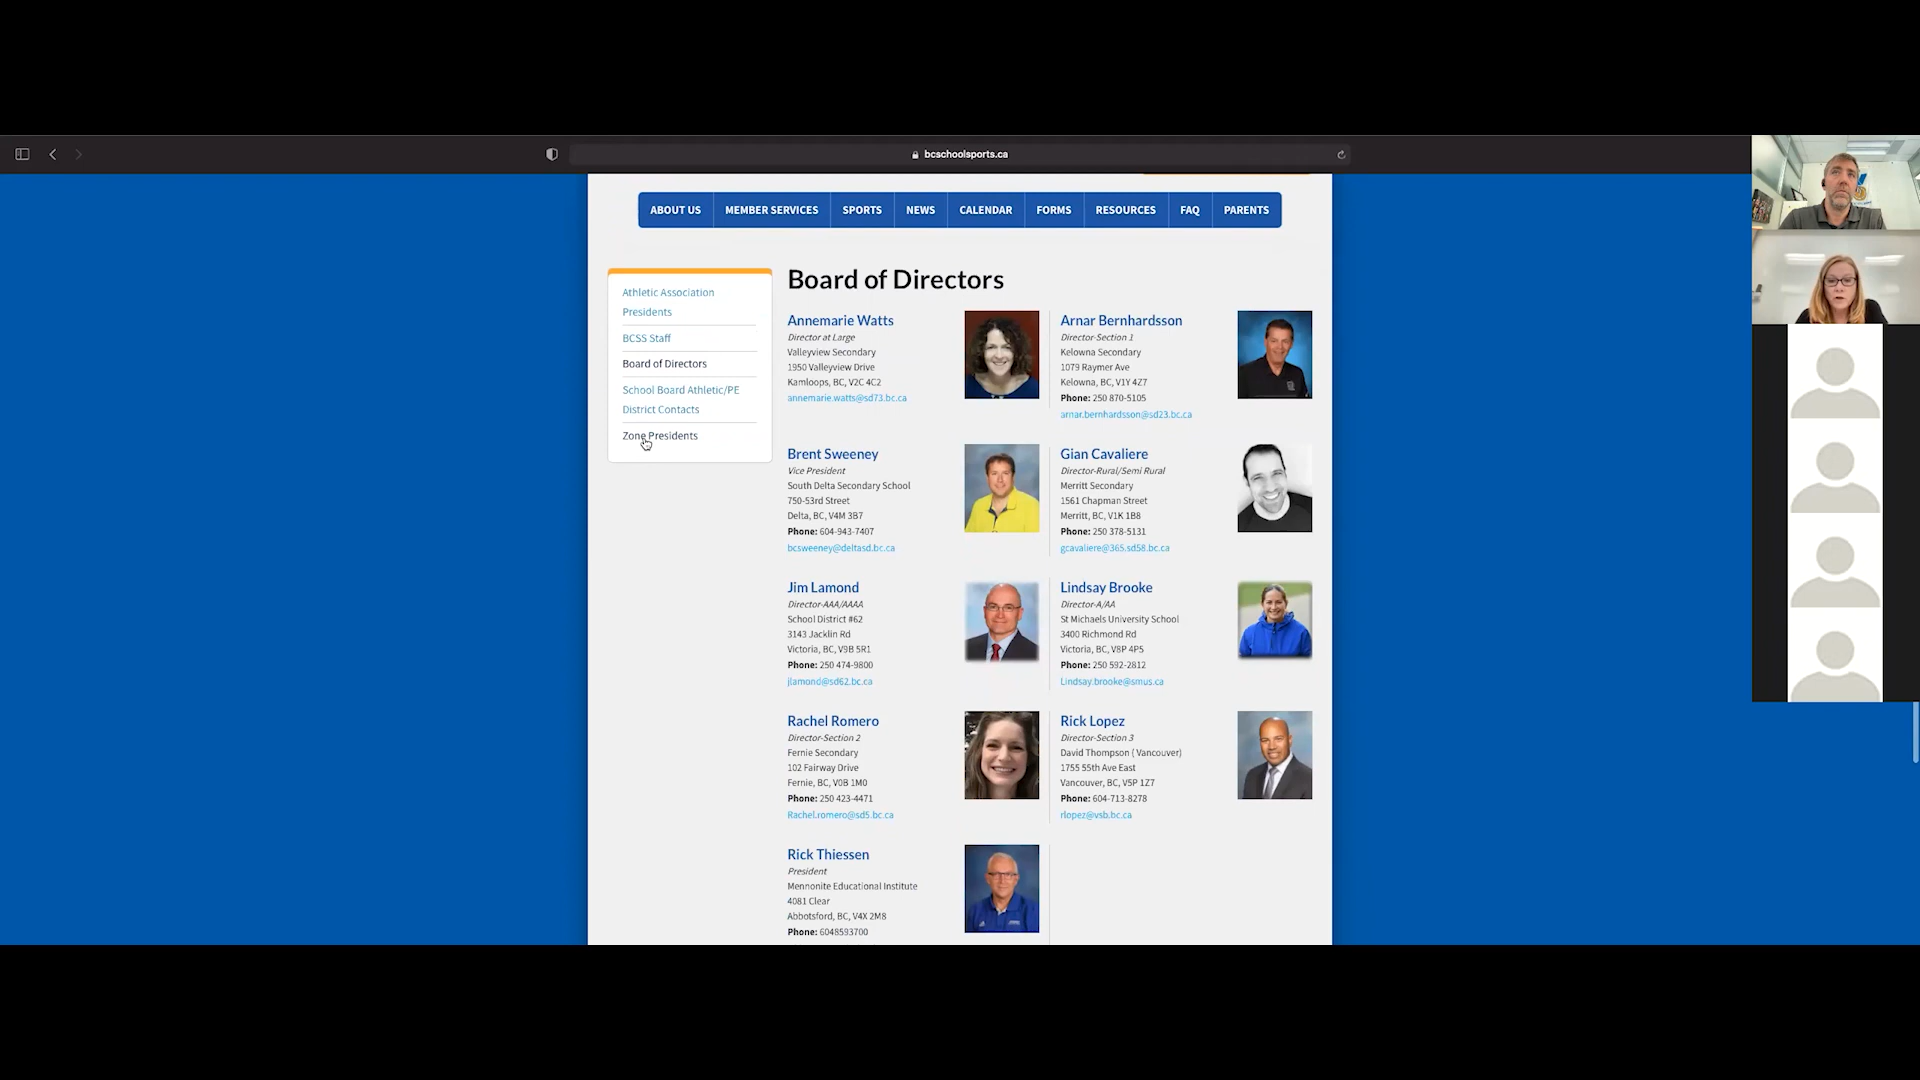 bcschoolsports.ca
ABOUT US
MEMBER SERVICES
SPORTS
NEWS
CALENDAR
FORMS
RESOURCES
FAQ
PARENTS
Athletic Association
Presidents
BCSS Staff
Board of Directors
School Board Athletic/PE
District Contacts
Zone Presidents
Board of Directors
Annemarie Watts
Director at Large
Valleyview Secondary
1950 Valleyview Drive
Kamloops, BC, V2C 4C2
annemarie.watts@sd73.bc.ca
Arnar Bernhardsson
Director-Section 1
Kelowna Secondary
1079 Raymer Ave
Kelowna, BC, V1Y 4Z7
Phone: 250 870-5105
arnar.bernhardsson@sd23.bc.ca
Brent Sweeney
Vice President
South Delta Secondary School
750-53rd Street
Delta, BC, V4M 3B7
Phone: 604-943-7407
bcsweeney@deltasd.bc.ca
Gian Cavaliere
Director-Rural/Semi Rural
Merritt Secondary
1561 Chapman Street
Merritt, BC, V1K 1B8
Phone: 250 378-5131
gcavaliere@365.sd58.bc.ca
Jim Lamond
Director-AAA/AAAA
School District #62
3143 Jacklin Rd
Victoria, BC, V9B 5R1
Phone: 250 474-9800
jlamond@sd62.bc.ca
Lindsay Brooke
Director-A/AA
St Michaels University School
3400 Richmond Rd
Victoria, BC, V8P 4P5
Phone: 250 592-2812
Lindsay.brooke@smus.ca
Rachel Romero
Director-Section 2
Fernie Secondary
102 Fairway Drive
Fernie, BC, V0B 1M0
Phone: 250 423-4471
Rachel.romero@sd5.bc.ca
Rick Lopez
Director-Section 3
David Thompson ( Vancouver)
1755 55th Ave East
Vancouver, BC, V5P 1Z7
Phone: 604-713-8278
rlopez@vsb.bc.ca
Rick Thiessen
President
Mennonite Educational Institute
4081 Clear
Abbotsford, BC, V4X 2M8
Phone: 6048593700